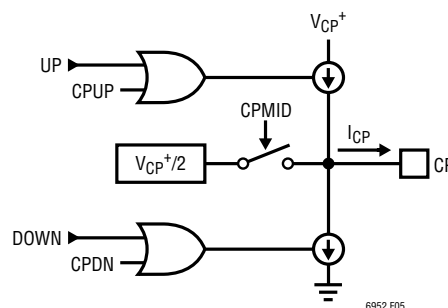 V_CP^+
UP
CPUP
CPMID
I_CP
V_CP^+/2
CP
DOWN
CPDN
6952 F05